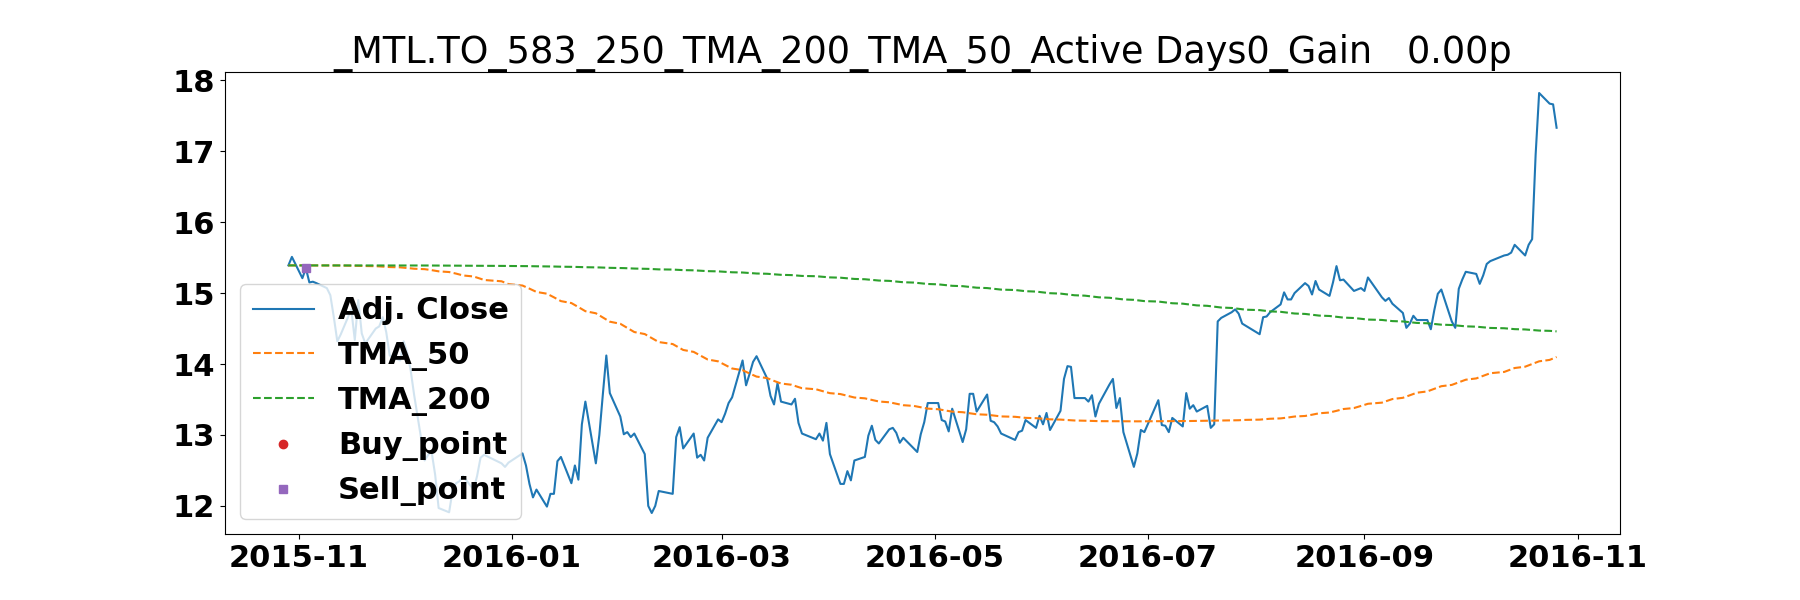 _MTL.TO_583_250_TMA_200_TMA_50_Active Days0_Gain   0.00p
18
17
16
15
14
13
12
Adj. Close
TMA_50
TMA_200
Buy_point
Sell_point
2015-11 2016-01 2016-03 2016-05 2016-07 2016-09 2016-11